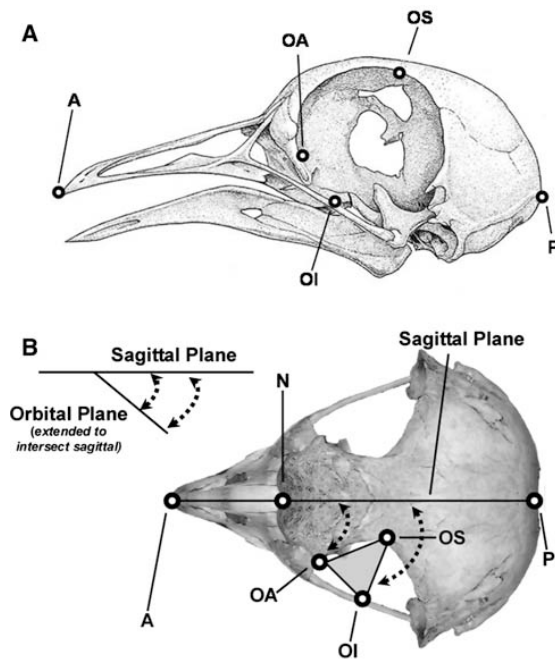 A
OS
OA
A
P
OI
B
Sagittal Plane
Sagittal Plane
N
Orbital Plane
(extended to
intersect sagittal)
OS
OA
P
A
OI